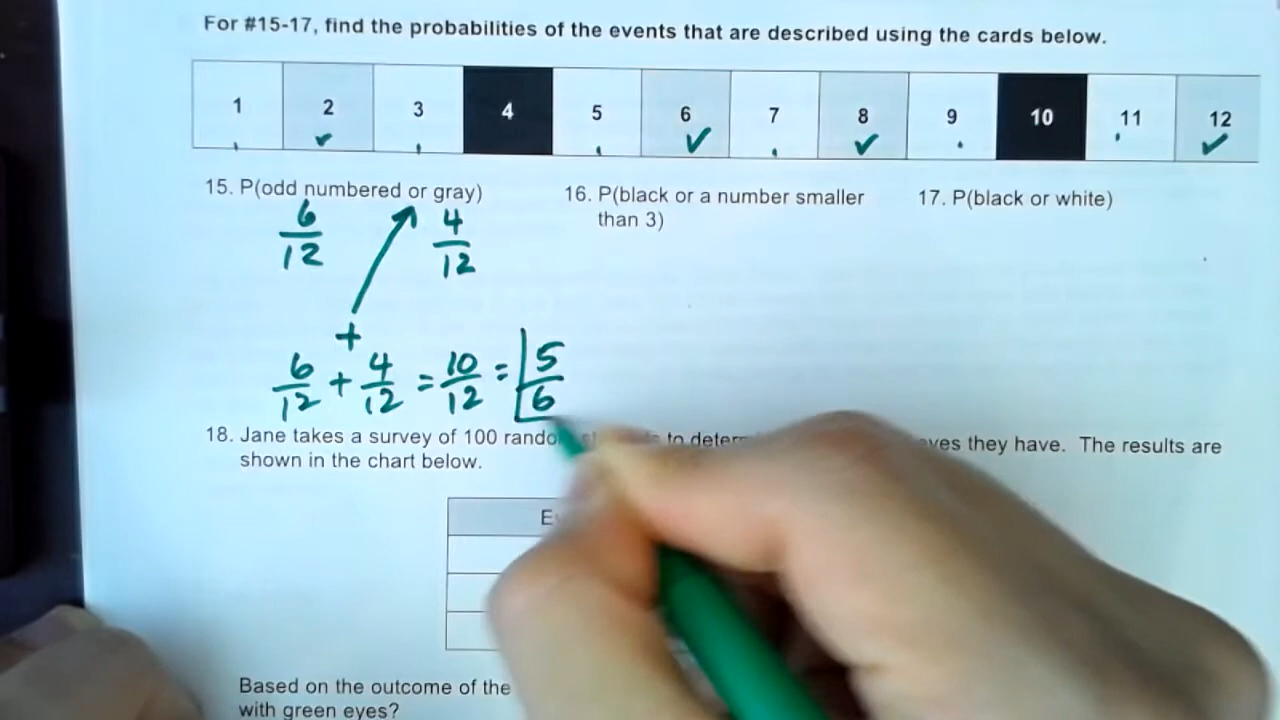 For #15-17, find the probabilities of the events that are described using the cards below.
1 2 3 4 5 6 7 8 9 10 11 12
15. P(odd numbered or gray)
16. P(black or a number smaller
than 3)
17. P(black or white)
6/12
4/12
+
6/12 + 4/12 = 10/12 = 5/6
18. Jane takes a survey of 100 to they have. The results are
shown in the chart below.
Based on the outcome of the
with green eyes?